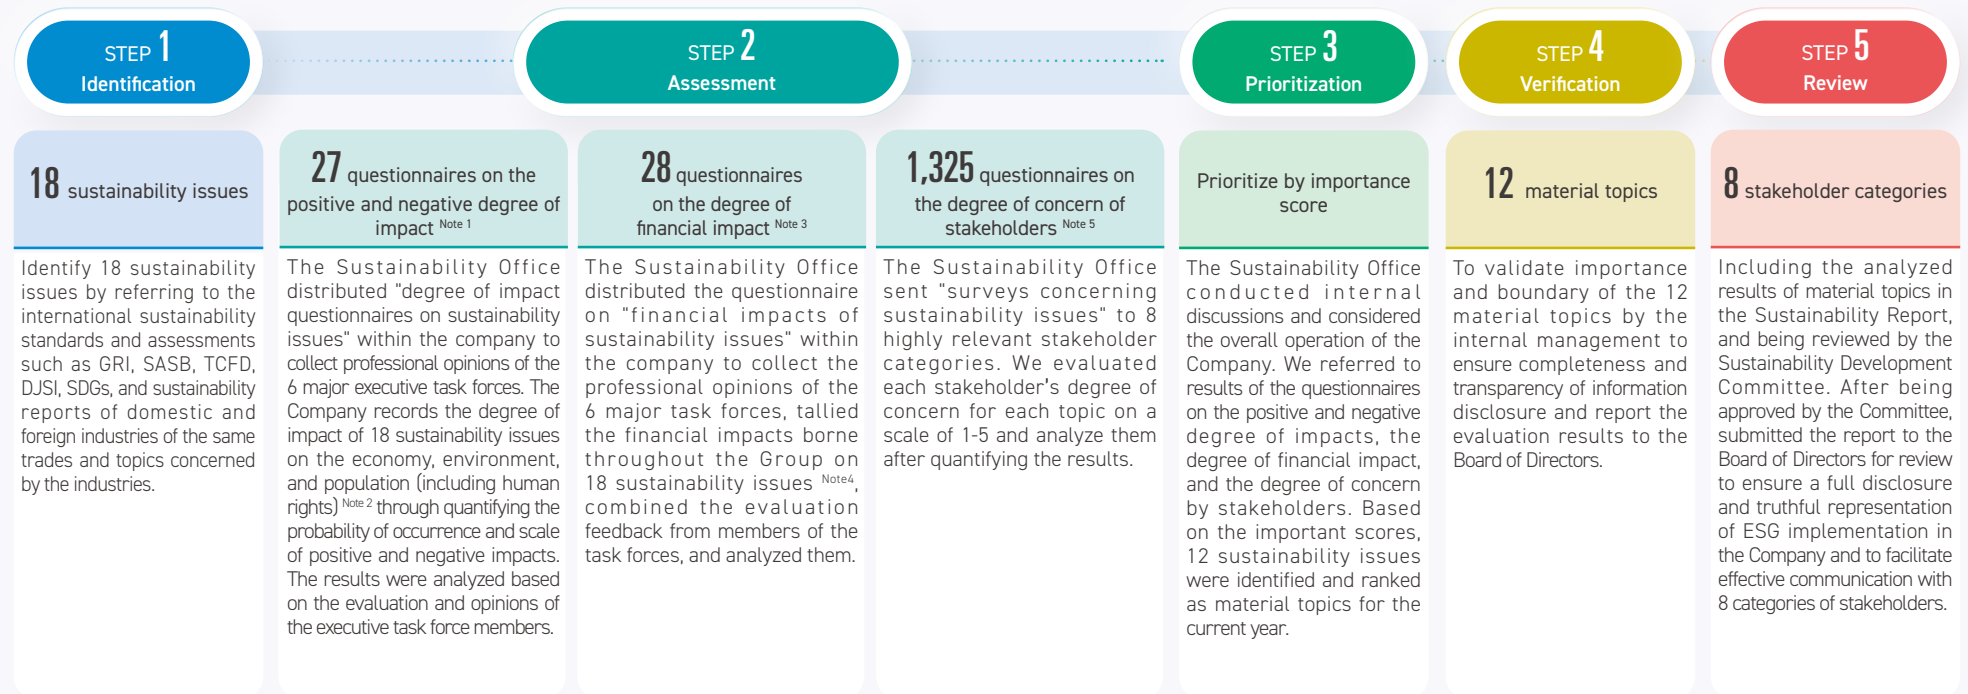 STEP 1
Identification
STEP 2
Assessment
STEP 3
Prioritization
STEP 4
Verification
STEP 5
Review
18 sustainability issues
Identify 18 sustainability
issues by referring to the
international sustainability
standards and assessments
such as GRI, SASB, TCFD,
DJSI, SDGs, and sustainability
reports of domestic and
foreign industries of the same
trades and topics concerned
by the industries.
27 questionnaires on the
positive and negative degree of
impact Note 1
The Sustainability Office
distributed "degree of impact
questionnaires on sustainability
issues" within the company to
collect professional opinions of the
6 major executive task forces. The
Company records the degree of
impact of 18 sustainability issues
on the economy, environment,
and population (including human
rights) Note 2 through quantifying the
probability of occurrence and scale
of positive and negative impacts.
The results were analyzed based
on the evaluation and opinions of
the executive task force members.
28 questionnaires
on the degree of
financial impact Note 3
The Sustainability Office
distributed the questionnaire
on "financial impacts of
sustainability issues" within
the company to collect the
professional opinions of the
6 major task forces, tallied
the financial impacts borne
throughout the Group on
18 sustainability issues Note4,
combined the evaluation
feedback from members of the
task forces, and analyzed them.
1,325 questionnaires on
the degree of concern of
stakeholders Note 5
The Sustainability Office
sent "surveys concerning
sustainability issues" to 8
highly relevant stakeholder
categories. We evaluated
each stakeholder's degree of
concern for each topic on a
scale of 1-5 and analyze them
after quantifying the results.
Prioritize by importance
score
The Sustainability Office
conducted internal
discussions and considered
the overall operation of the
Company. We referred to
results of the questionnaires
on the positive and negative
degree of impacts, the
degree of financial impact,
and the degree of concern
by stakeholders. Based
on the important scores,
12 sustainability issues
were identified and ranked
as material topics for the
current year.
12 material topics
To validate importance
and boundary of the 12
material topics by the
internal management to
ensure completeness and
transparency of information
disclosure and report the
evaluation results to the
Board of Directors.
8 stakeholder categories
Including the analyzed
results of material topics in
the Sustainability Report,
and being reviewed by the
Sustainability Development
Committee. After being
approved by the Committee,
submitted the report to the
Board of Directors for review
to ensure a full disclosure
and truthful representation
of ESG implementation in
the Company and to facilitate
effective communication with
8 categories of stakeholders.